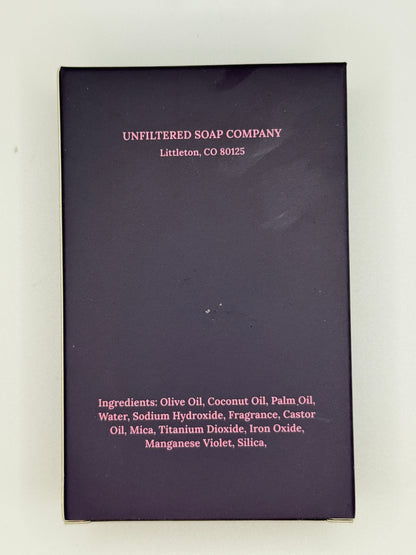 UNFILTERED SOAP COMPANY
Littleton, CO 80125
Ingredients: Olive Oil, Coconut Oil, Palm Oil,
Water, Sodium Hydroxide, Fragrance, Castor
Oil, Mica, Titanium Dioxide, Iron Oxide,
Manganese Violet, Silica,